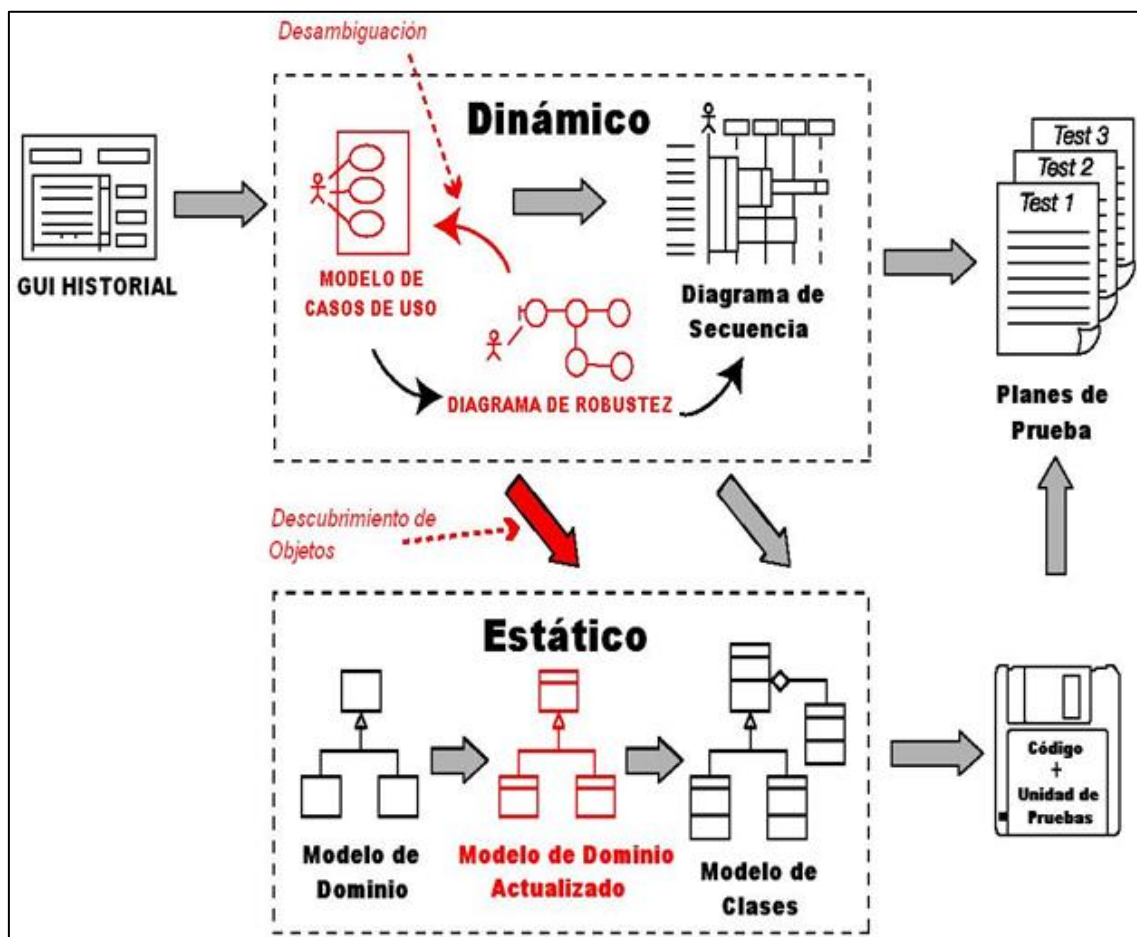 Desambiguación
Dinámico
GUI HISTORIAL
MODELO DE
CASOS DE USO
DIAGRAMA DE ROBUSTEZ
Diagrama de
Secuencia
Test 3
Test 2
Test 1
Planes de
Prueba
Descubrimiento de
Objetos
Estático
Modelo de
Dominio
Modelo de Dominio
Actualizado
Modelo de
Clases
Código
+
Unidad de
Pruebas